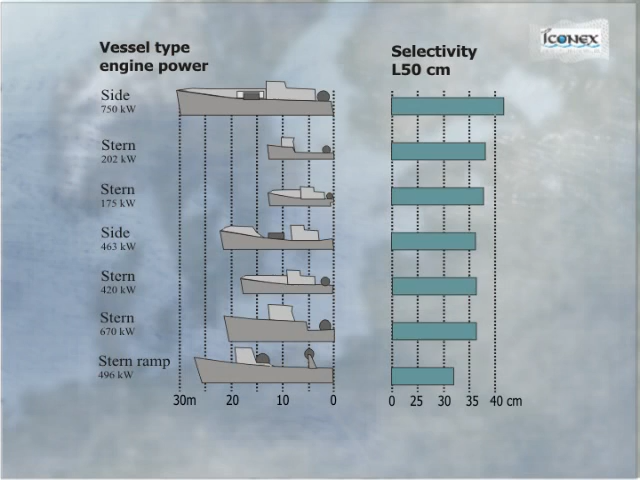 ICONEX
Vessel type
engine power
Selectivity
L50 cm
Side
750 kW
Stern
202 kW
Stern
175 kW
Side
463 kW
Stern
420 kW
Stern
670 kW
Stern ramp
496 kW
30m 20 10 0
0 25 30 35 40 cm